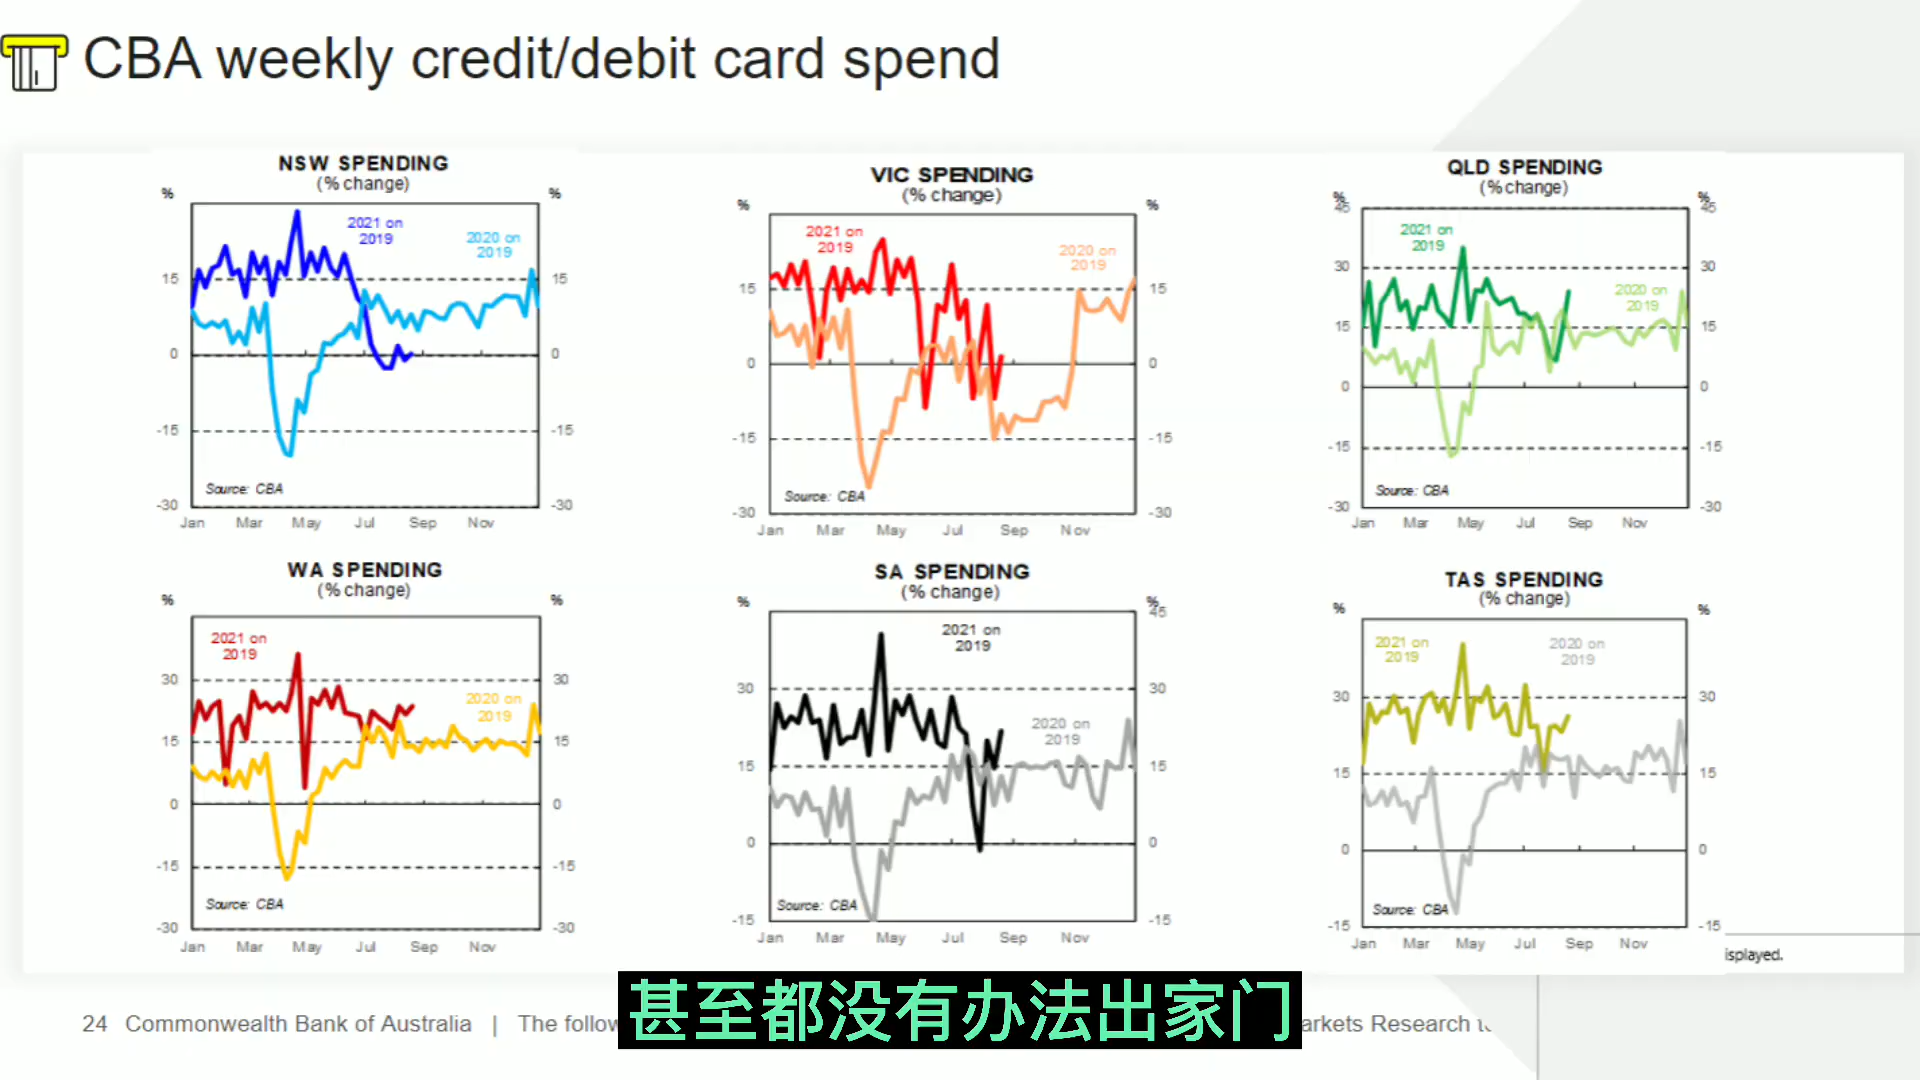 CBA weekly credit/debit card spend
NSW SPENDING
(% change)
% %
2021 on
2019
2020 on
2019
15 15
0 0
-15 -15
-30 -30
Source: CBA
Jan Mar May Jul Sep Nov
VIC SPENDING
(% change)
% %
2021 on
2019
2020 on
2019
15 15
0 0
-15 -15
-30 -30
Source: CBA
Jan Mar May Jul Sep Nov
QLD SPENDING
(% change)
% %
45 45
2021 on
2019
30 30
2020 on
2019
15 15
0 0
-15 -15
-30 -30
Source: CBA
Jan Mar May Jul Sep Nov
WA SPENDING
(% change)
% %
2021 on
2019
30 30
2020 on
2019
15 15
0 0
-15 -15
-30 -30
Source: CBA
Jan Mar May Jul Sep Nov
SA SPENDING
(% change)
% %
45
2021 on
2019
30 30
2020 on
2019
15 15
0 0
-15 -15
Source: CBA
Jan Mar May Jul Sep Nov
TAS SPENDING
(% change)
% %
2021 on
2019
2020 on
2019
30 30
15 15
0 0
-15 -15
Source: CBA
Jan Mar May Jul Sep Nov
isplayed.
甚至都没有办法出家门
24 Commonwealth Bank of Australia | The follow arkets Research